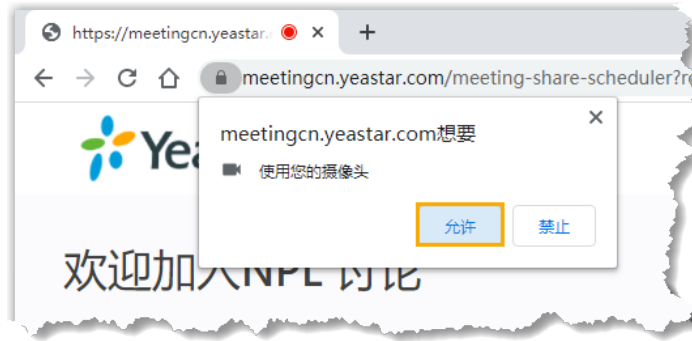 https://meetingcn.yeastar.
meetingcn.yeastar.com/meeting-share-scheduler?r
Yea
meetingcn.yeastar.com想要
使用您的摄像头
允许
禁止
欢迎加入NPL 讨论